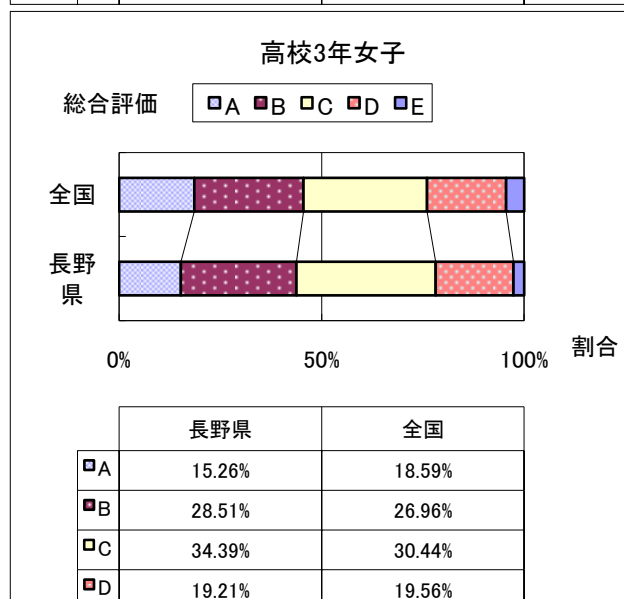 高校3年女子
総合評価 A B C D E
全国
長野
県
0% 50% 100% 割合
長野県 全国
A 15.26% 18.59%
B 28.51% 26.96%
C 34.39% 30.44%
D 19.21% 19.56%